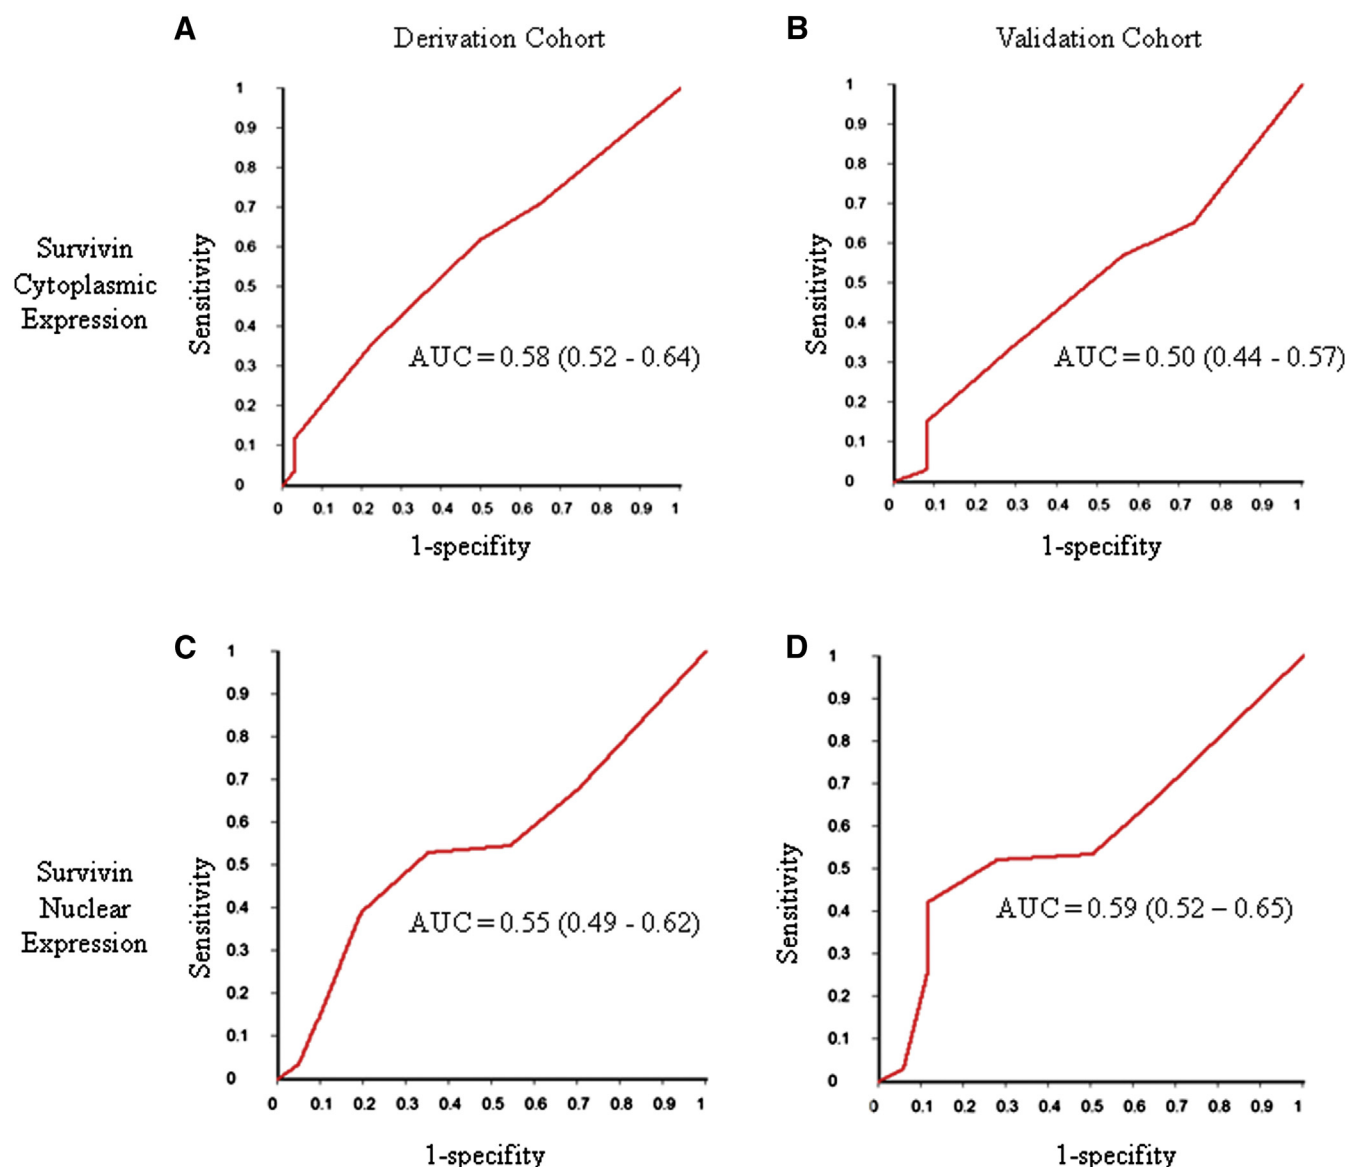 A
Derivation Cohort
B
Validation Cohort
Survivin
Cytoplasmic
Expression
Sensitivity
1
0.9
0.8
0.7
0.6
0.5
0.4
0.3
0.2
0.1
0
AUC = 0.58 (0.52 - 0.64)
0 0.1 0.2 0.3 0.4 0.5 0.6 0.7 0.8 0.9 1
1-specifity
Sensitivity
1
0.9
0.8
0.7
0.6
0.5
0.4
0.3
0.2
0.1
0
AUC = 0.50 (0.44 - 0.57)
0 0.1 0.2 0.3 0.4 0.5 0.6 0.7 0.8 0.9 1
1-specifity
C
D
Survivin
Nuclear
Expression
Sensitivity
1
0.9
0.8
0.7
0.6
0.5
0.4
0.3
0.2
0.1
0
AUC = 0.55 (0.49 - 0.62)
0 0.1 0.2 0.3 0.4 0.5 0.6 0.7 0.8 0.9 1
1-specifity
Sensitivity
1
0.9
0.8
0.7
0.6
0.5
0.4
0.3
0.2
0.1
0
AUC = 0.59 (0.52 – 0.65)
0 0.1 0.2 0.3 0.4 0.5 0.6 0.7 0.8 0.9 1
1-specifity